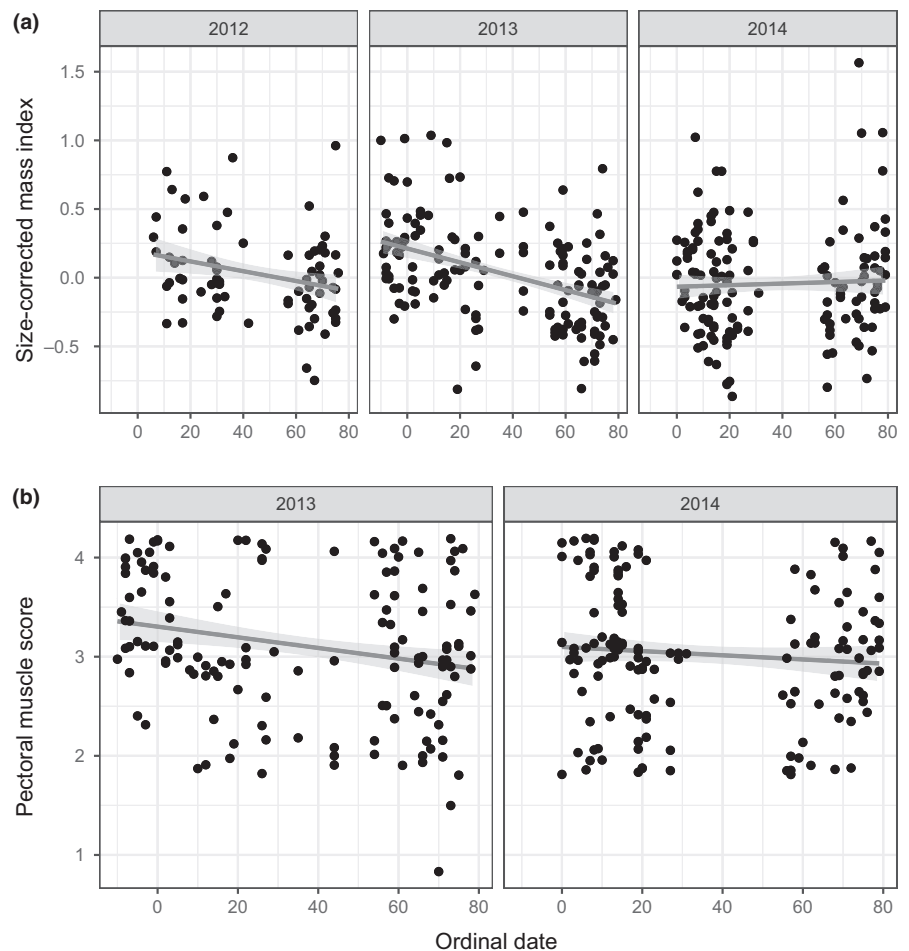 (a)
2012 2013 2014
Size-corrected mass index
1.5
1.0
0.5
0.0
−0.5
0 20 40 60 80 0 20 40 60 80 0 20 40 60 80
(b)
2013 2014
Pectoral muscle score
4
3
2
1
0 20 40 60 80 0 20 40 60 80
Ordinal date